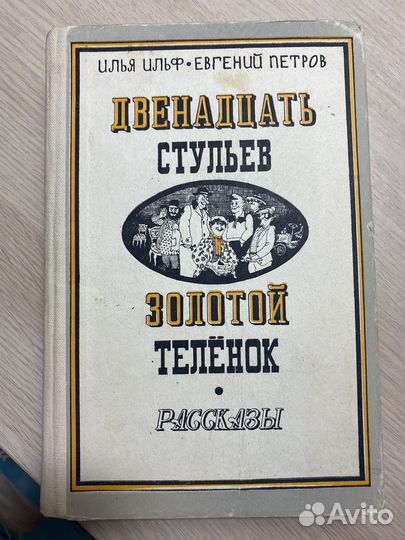 ИЛЬЯ ИЛЬФ • ЕВГЕНИЙ ПЕТРОВ
ДВЕНАДЦАТЬ
СТУЛЬЕВ
ЗОЛОТОЙ
ТЕЛЁНОК
•
РАССКАЗЫ
Avito